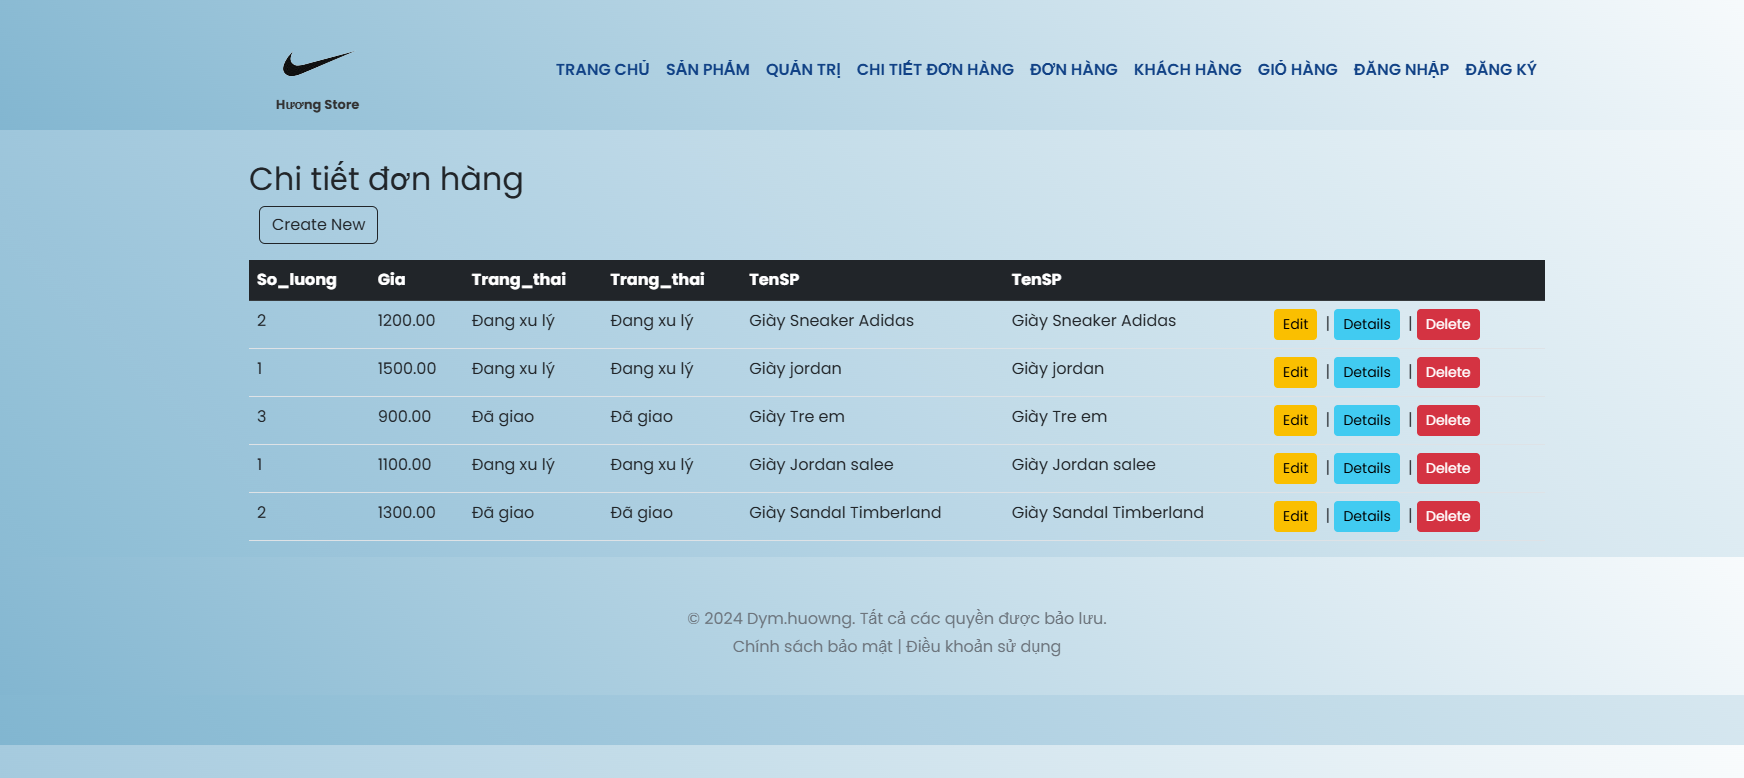 Hương Store
TRANG CHỦ SẢN PHẨM QUẢN TRỊ CHI TIẾT ĐƠN HÀNG ĐƠN HÀNG KHÁCH HÀNG GIỎ HÀNG ĐĂNG NHẬP ĐĂNG KÝ
Chi tiết đơn hàng
Create New
So_luong Gia Trang_thai Trang_thai TenSP TenSP
2 1200.00 Đang xu lý Đang xu lý Giày Sneaker Adidas Giày Sneaker Adidas Edit | Details | Delete
1 1500.00 Đang xu lý Đang xu lý Giày jordan Giày jordan Edit | Details | Delete
3 900.00 Đã giao Đã giao Giày Tre em Giày Tre em Edit | Details | Delete
1 1100.00 Đang xu lý Đang xu lý Giày Jordan salee Giày Jordan salee Edit | Details | Delete
2 1300.00 Đã giao Đã giao Giày Sandal Timberland Giày Sandal Timberland Edit | Details | Delete
© 2024 Dym.huowng. Tất cả các quyền được bảo lưu.
Chính sách bảo mật | Điều khoản sử dụng